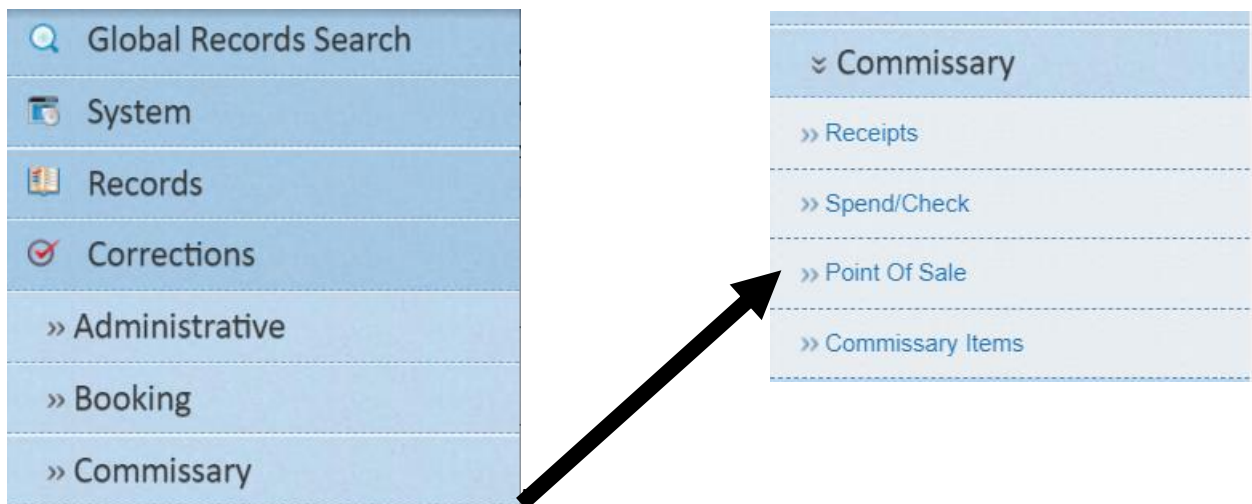 Global Records Search
System
Records
Corrections
» Administrative
» Booking
» Commissary
Commissary
» Receipts
» Spend/Check
» Point Of Sale
» Commissary Items